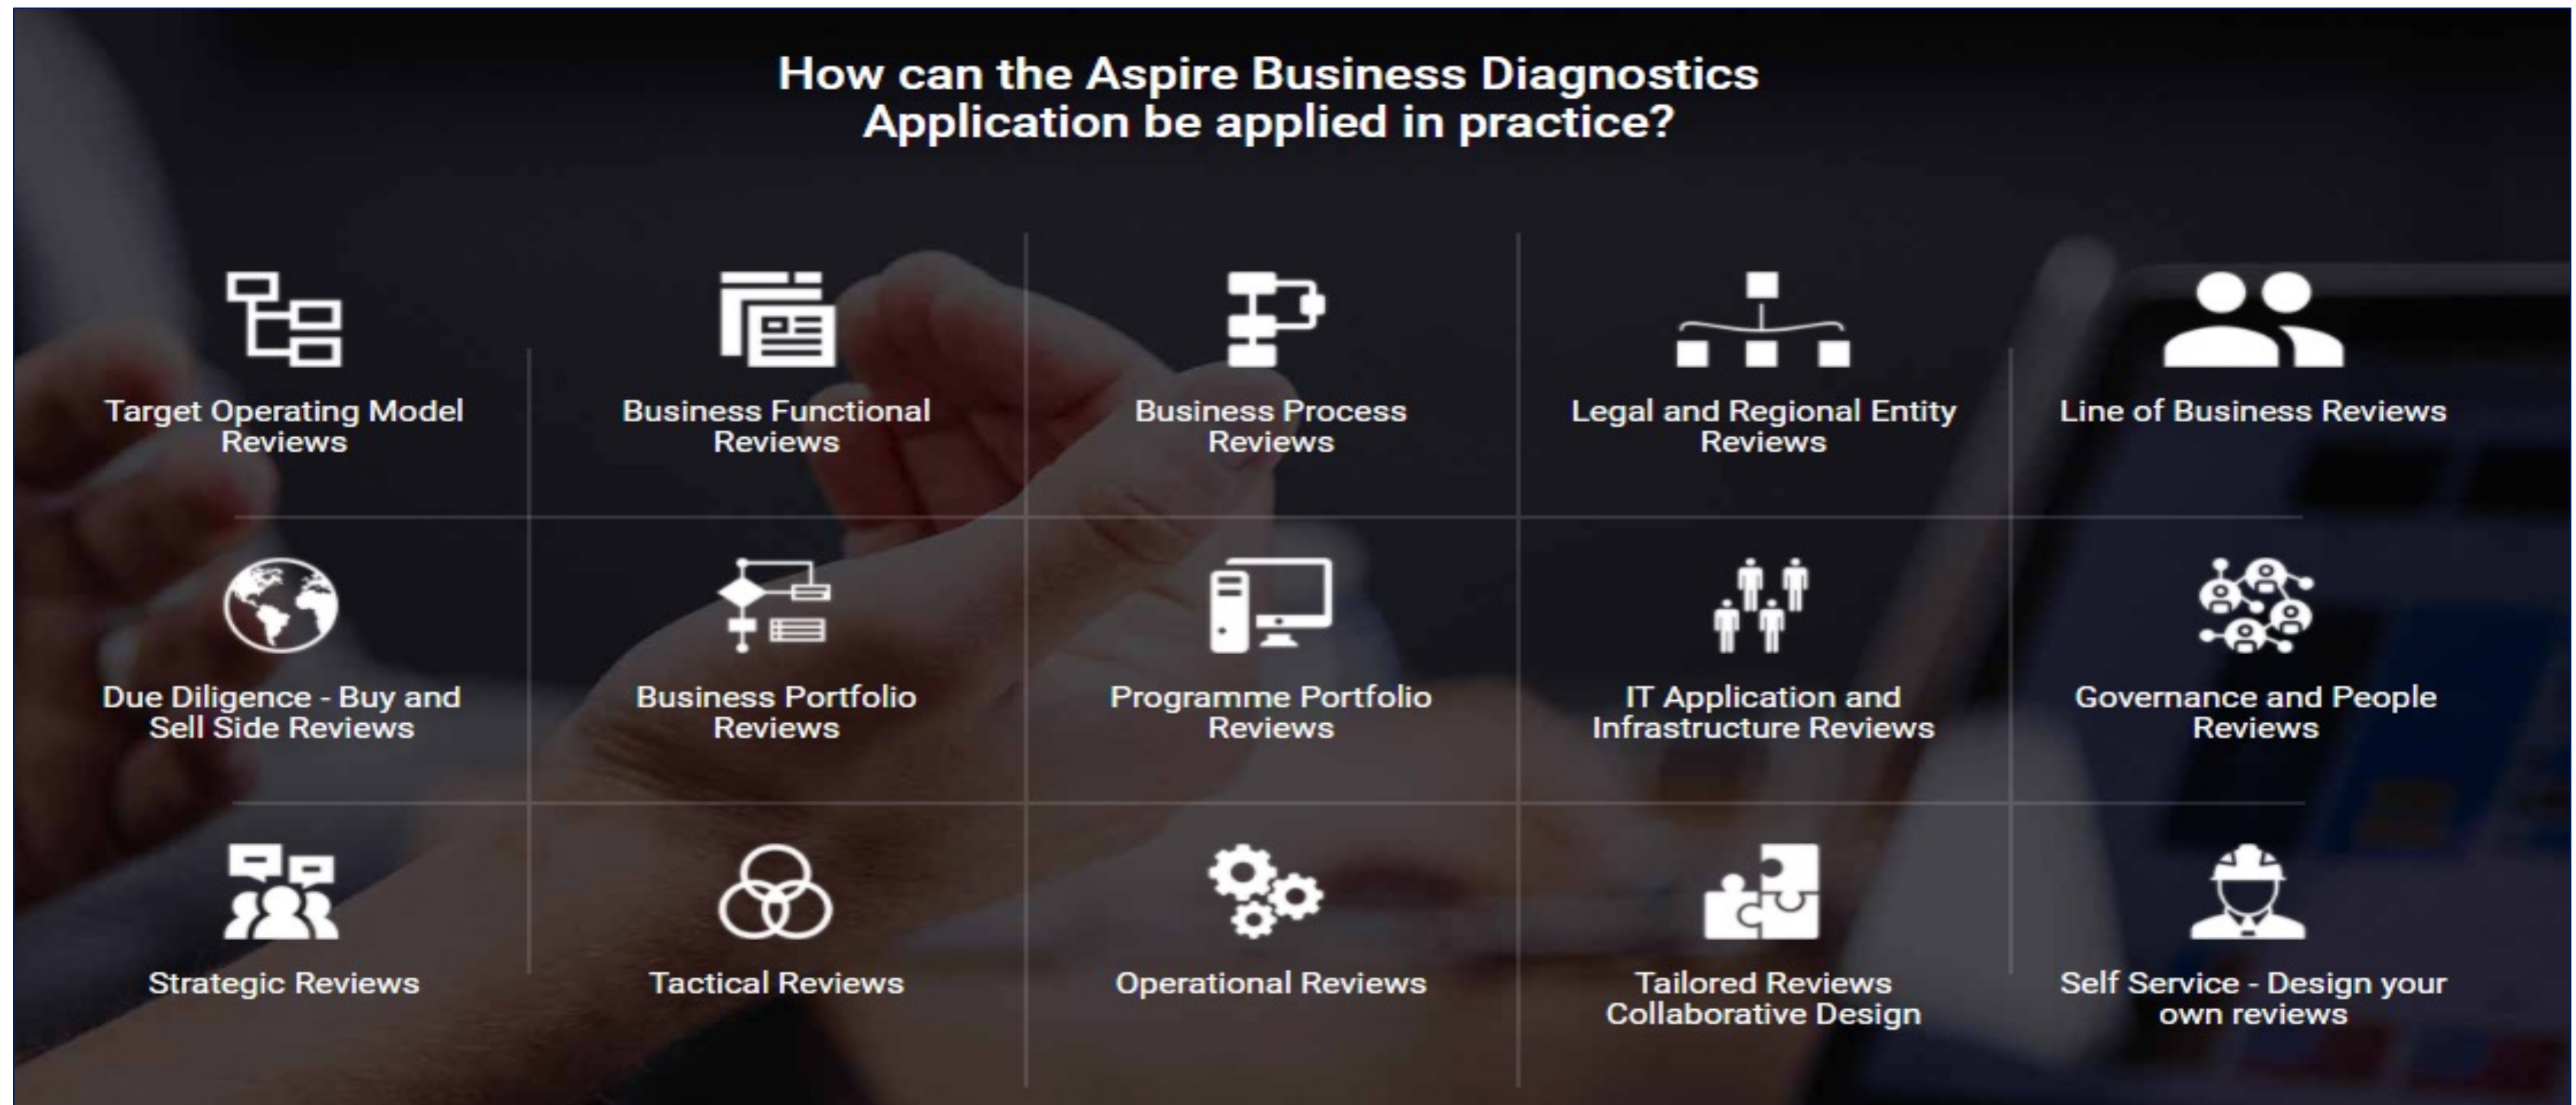 How can the Aspire Business Diagnostics
Application be applied in practice?
Target Operating Model
Reviews
Business Functional
Reviews
Business Process
Reviews
Legal and Regional Entity
Reviews
Line of Business Reviews
Due Diligence - Buy and
Sell Side Reviews
Business Portfolio
Reviews
Programme Portfolio
Reviews
IT Application and
Infrastructure Reviews
Governance and People
Reviews
Strategic Reviews
Tactical Reviews
Operational Reviews
Tailored Reviews
Collaborative Design
Self Service - Design your
own reviews